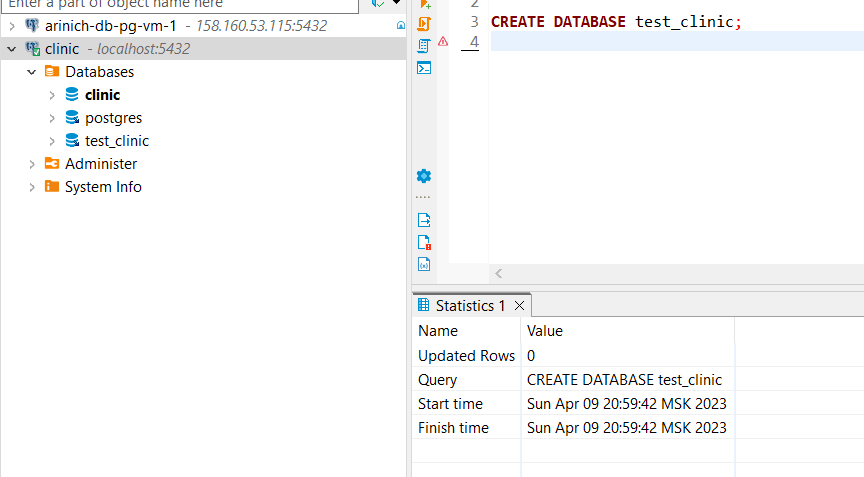 Enter a part of object name here
arinich-db-pg-vm-1 - 158.160.53.115:5432
clinic - localhost:5432
Databases
clinic
postgres
test_clinic
Administer
System Info
2
3 CREATE DATABASE test_clinic;
4
Statistics 1
Name Value
Updated Rows 0
Query CREATE DATABASE test_clinic
Start time Sun Apr 09 20:59:42 MSK 2023
Finish time Sun Apr 09 20:59:42 MSK 2023